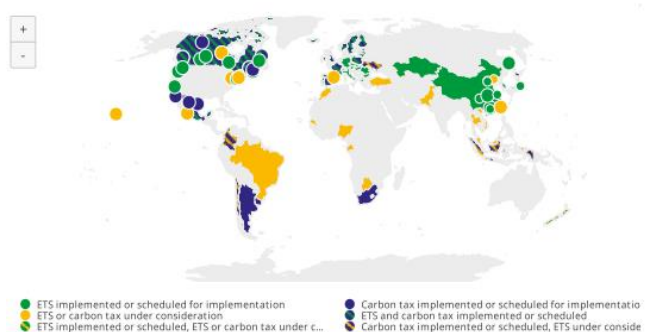 +
-
ETS implemented or scheduled for implementation
Carbon tax implemented or scheduled for implementatio
ETS or carbon tax under consideration
ETS and carbon tax implemented or scheduled
ETS implemented or scheduled, ETS or carbon tax under c...
Carbon tax implemented or scheduled, ETS under conside